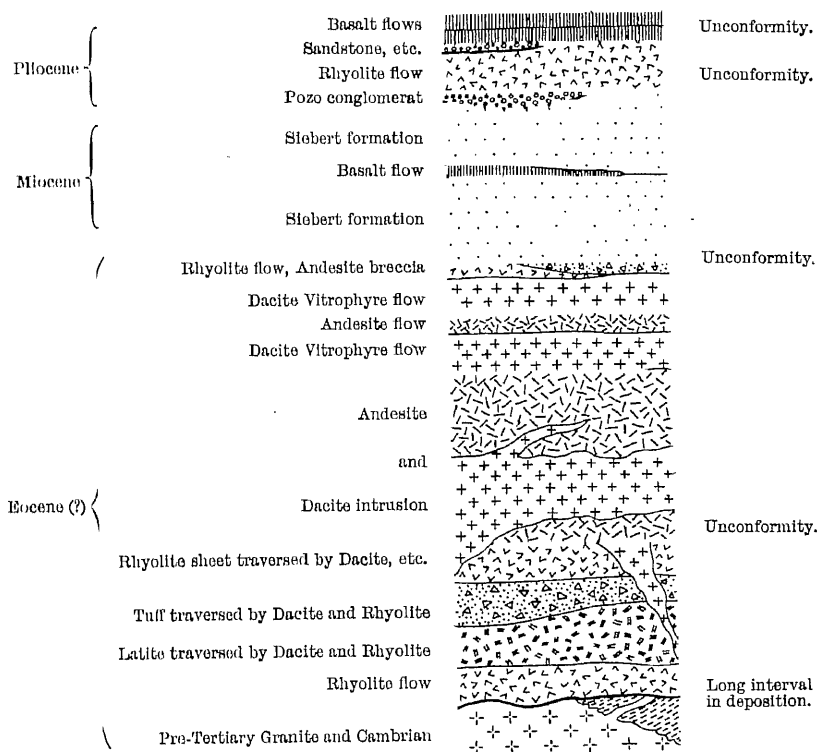 Basalt flows
Unconformity.
Sandstone, etc.
Pliocene
Rhyolite flow
Unconformity.
Pozo conglomerat
Siebert formation
Miocene
Basalt flow
Siebert formation
Unconformity.
Rhyolite flow, Andesite breccia
Dacite Vitrophyre flow
Andesite flow
Dacite Vitrophyre flow
Andesite
and
Eocene (?)
Dacite intrusion
Unconformity.
Rhyolite sheet traversed by Dacite, etc.
Tuff traversed by Dacite and Rhyolite
Latite traversed by Dacite and Rhyolite
Rhyolite flow
Long interval
in deposition.
Pre-Tertiary Granite and Cambrian